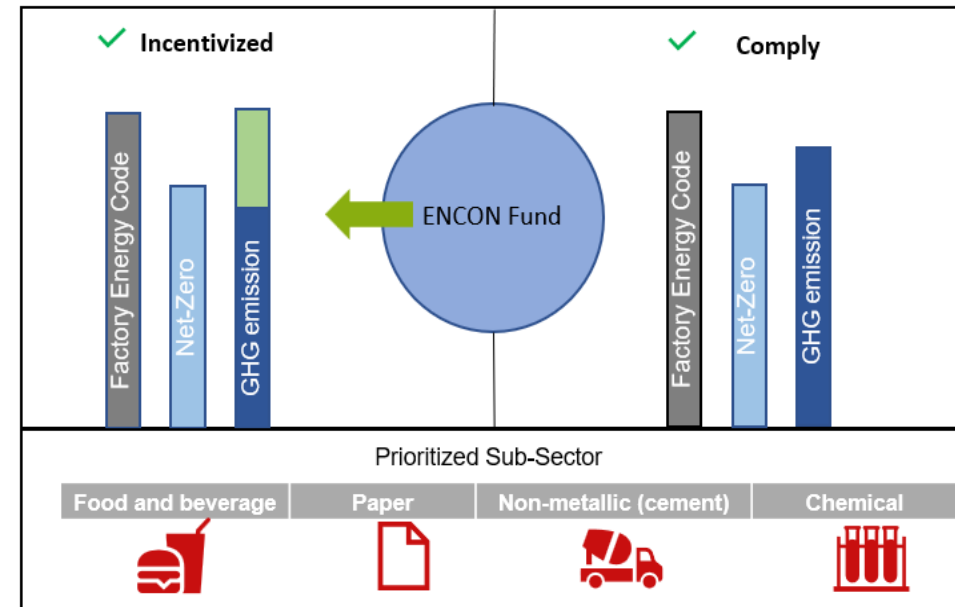 Incentivized
Comply
Factory Energy Code
Net-Zero
GHG emission
ENCON Fund
Factory Energy Code
Net-Zero
GHG emission
Prioritized Sub-Sector
Food and beverage
Paper
Non-metallic (cement)
Chemical